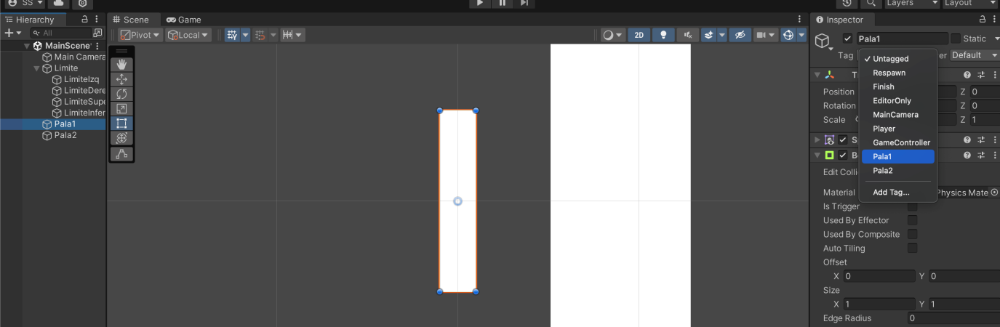 SS
Layers
Layout
Hierarchy
Scene
Game
Inspector
All
Pivot
Local
2D
Pala1
Static
MainScene
Main Camera
Limite
LimiteIzq
LimiteDere
LimiteSupe
LimiteInfer
Pala1
Pala2
Tag
Default
Untagged
Respawn
Finish
EditorOnly
MainCamera
Player
GameController
Pala1
Pala2
Add Tag...
Position
Z 0
Rotation
Z 0
Scale
Z 1
Edit Colli
Material
Physics Mate
Is Trigger
Used By Effector
Used By Composite
Auto Tiling
Offset
X 0 Y 0
Size
X 1 Y 1
Edge Radius 0